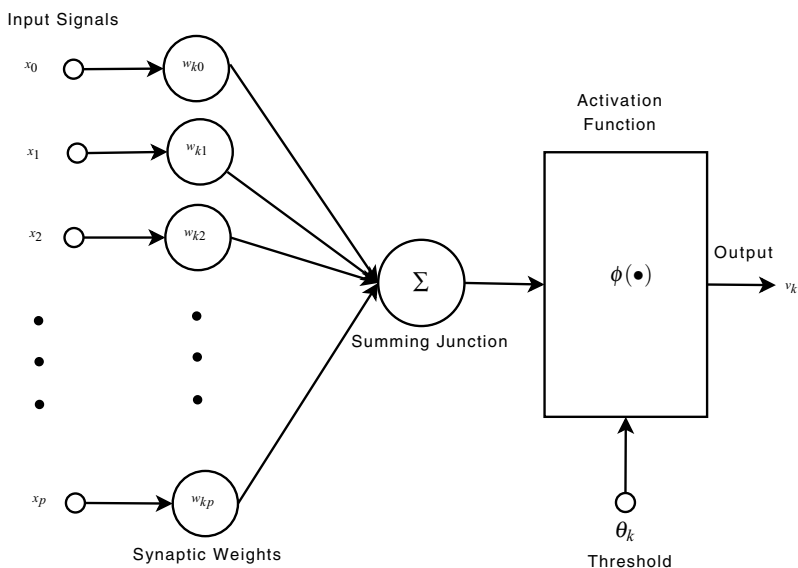 Input Signals
x0
wk0
x1
wk1
x2
wk2
xp
wkp
Synaptic Weights
Σ
Summing Junction
Activation
Function
ϕ(•)
Output
vk
θk
Threshold